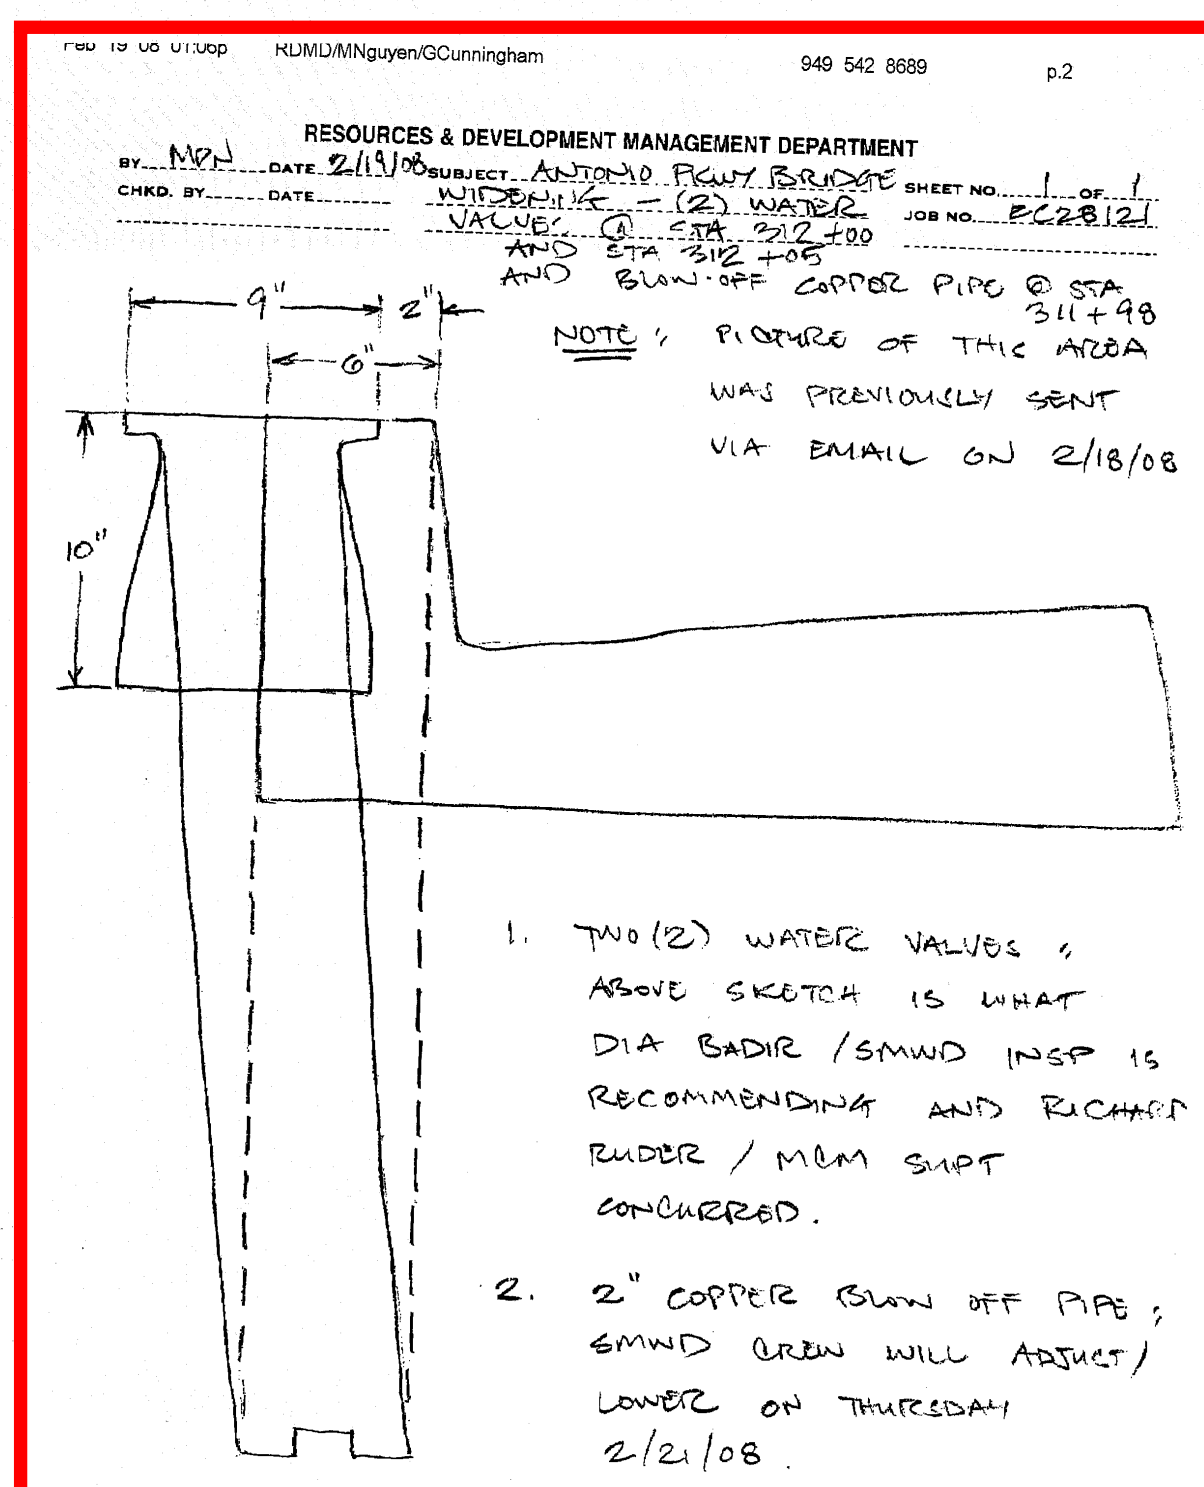 Feb 19 08 01:06p RDMD/MNguyen/GCunningham 949 542 8689 p.2
RESOURCES & DEVELOPMENT MANAGEMENT DEPARTMENT
BY MPN DATE 2/19/08 SUBJECT ANTONIO PKWY BRIDGE SHEET NO. 1 OF 1
CHKD. BY DATE WIDENING - (2) WATER JOB NO. EC28121
VALVES @ STA 312+00
AND STA 312+05
AND BLOW-OFF COPPER PIPE @ STA
311+98
9" 2"
6"
10"
NOTE: PICTURE OF THIS AREA
WAS PREVIOUSLY SENT
VIA EMAIL ON 2/18/08
1. TWO (2) WATER VALVES:
ABOVE SKETCH IS WHAT
DIA BADIR / SMWD INSP IS
RECOMMENDING AND RICHARD
RUDER / MCM SUPT
CONCURRED.
2. 2" COPPER BLOW OFF PIPE:
SMWD CREW WILL ADJUST/
LOWER ON THURSDAY
2/21/08.